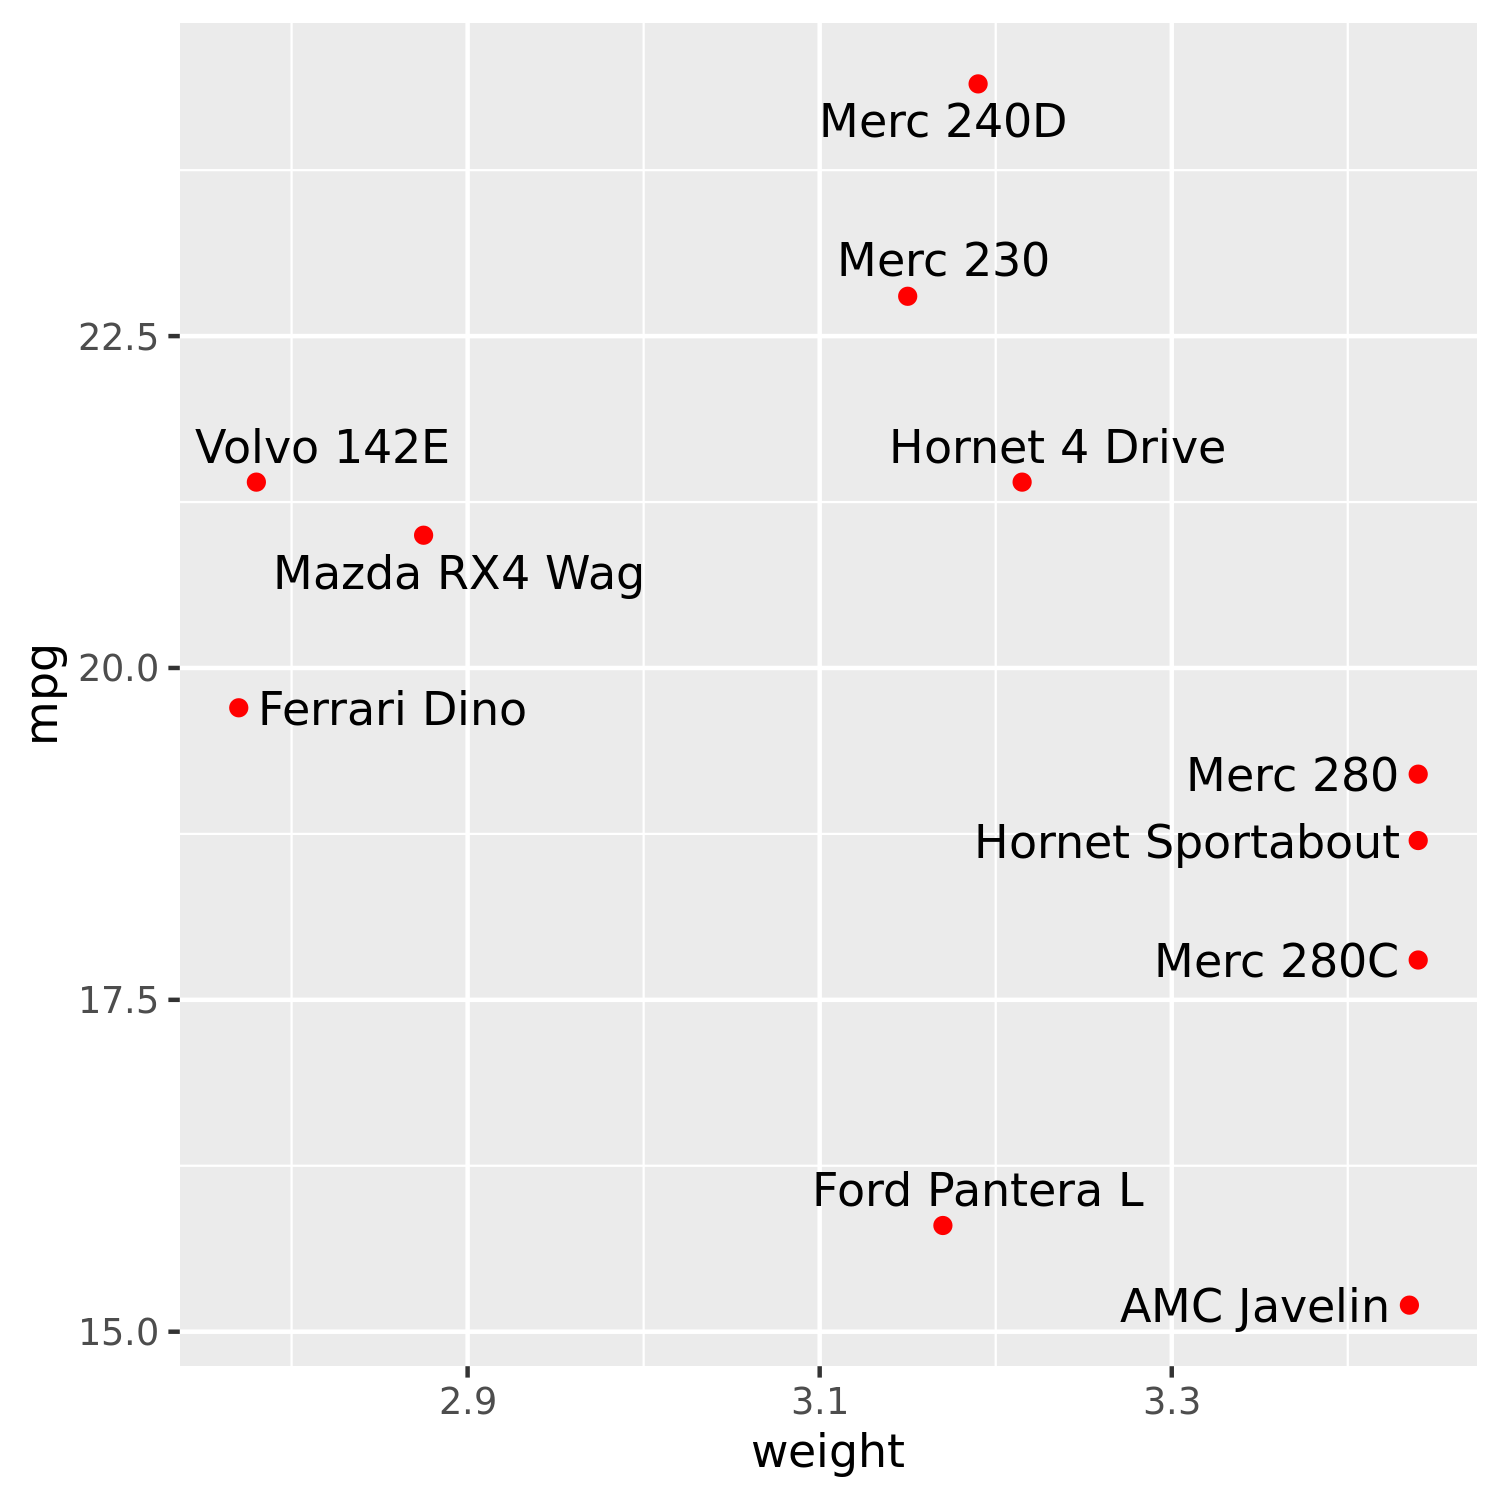 Merc 240D
Merc 230
22.5
Volvo 142E
Hornet 4 Drive
Mazda RX4 Wag
mpg
20.0
Ferrari Dino
Merc 280
Hornet Sportabout
Merc 280C
17.5
Ford Pantera L
AMC Javelin
15.0
2.9 3.1 3.3
weight